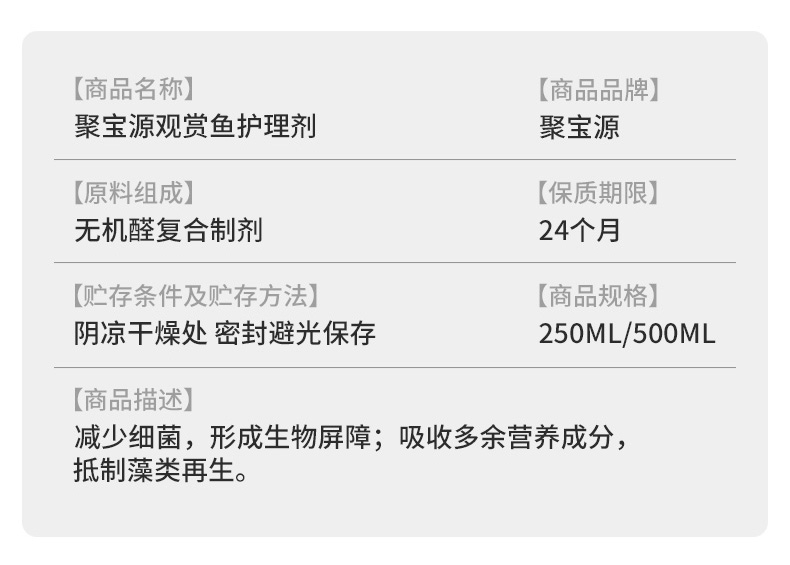 【商品名称】
聚宝源观赏鱼护理剂
【商品品牌】
聚宝源
【原料组成】
无机醛复合制剂
【保质期限】
24个月
【贮存条件及贮存方法】
阴凉干燥处 密封避光保存
【商品规格】
250ML/500ML
【商品描述】
减少细菌，形成生物屏障；吸收多余营养成分，
抵制藻类再生。